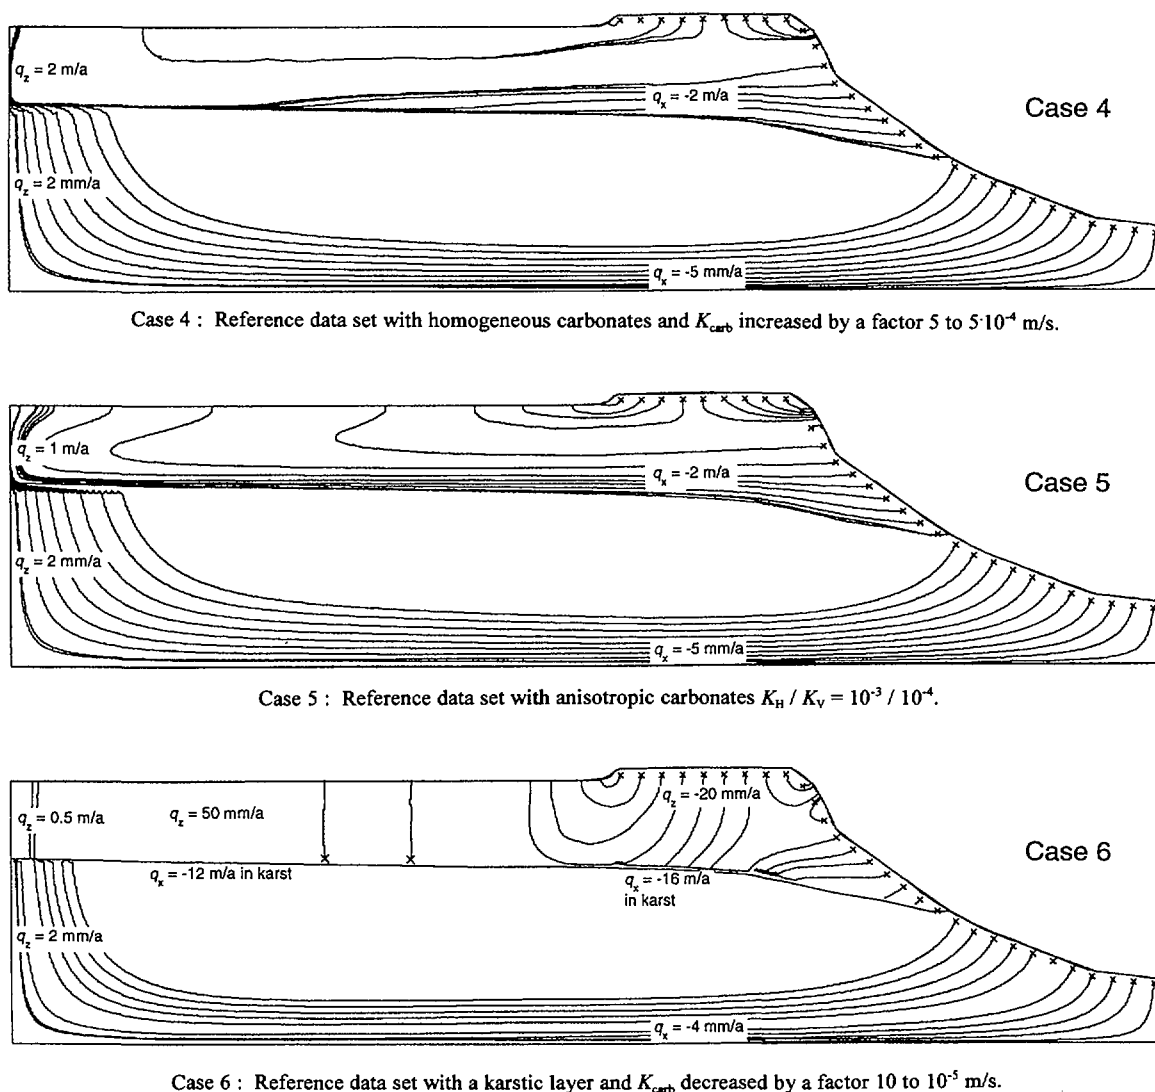 q_z = 2 m/a
q_x = -2 m/a
Case 4
q_z = 2 mm/a
q_x = -5 mm/a
Case 4 : Reference data set with homogeneous carbonates and K_carb increased by a factor 5 to 5·10⁻⁴ m/s.
q_z = 1 m/a
q_x = -2 m/a
Case 5
q_z = 2 mm/a
q_x = -5 mm/a
Case 5 : Reference data set with anisotropic carbonates K_H / K_V = 10⁻³ / 10⁻⁴.
q_z = -20 mm/a
q_z = 0.5 m/a
q_z = 50 mm/a
Case 6
q_x = -12 m/a in karst
q_x = -16 m/a
in karst
q_z = 2 mm/a
q_x = -4 mm/a
Case 6 : Reference data set with a karstic layer and K_carb decreased by a factor 10 to 10⁻⁵ m/s.